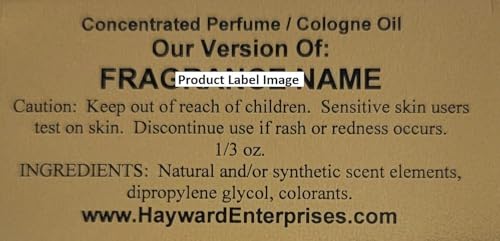 Concentrated Perfume / Cologne Oil
Our Version Of:
FRAGRANCE NAME
Product Label Image
Caution: Keep out of reach of children. Sensitive skin users
test on skin. Discontinue use if rash or redness occurs.
1/3 oz.
INGREDIENTS: Natural and/or synthetic scent elements,
dipropylene glycol, colorants.
www.HaywardEnterprises.com